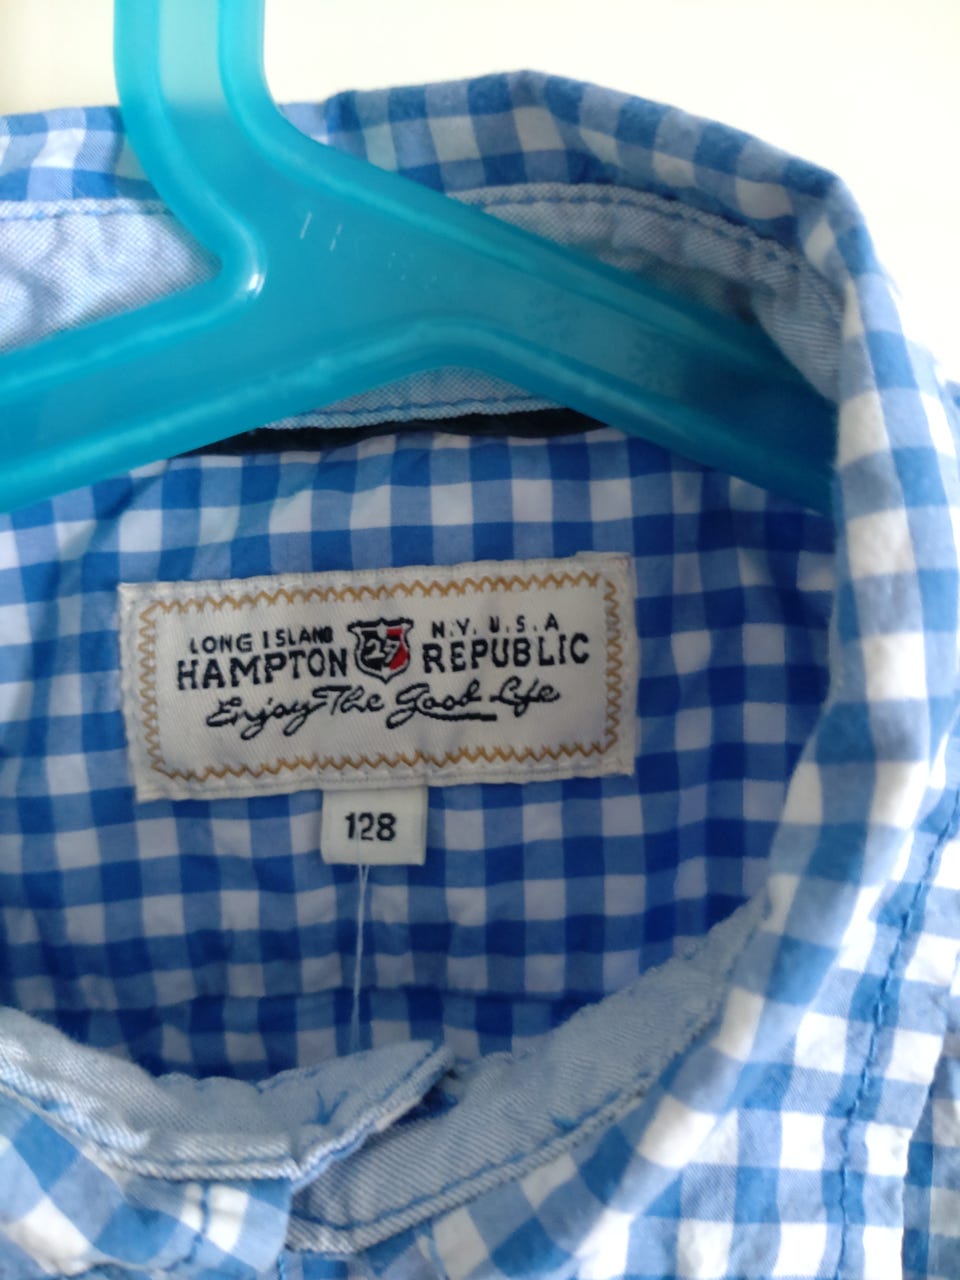 LONG ISLAND N.Y. U.S.A
HAMPTON 27 REPUBLIC
Enjoy The Good Life
128